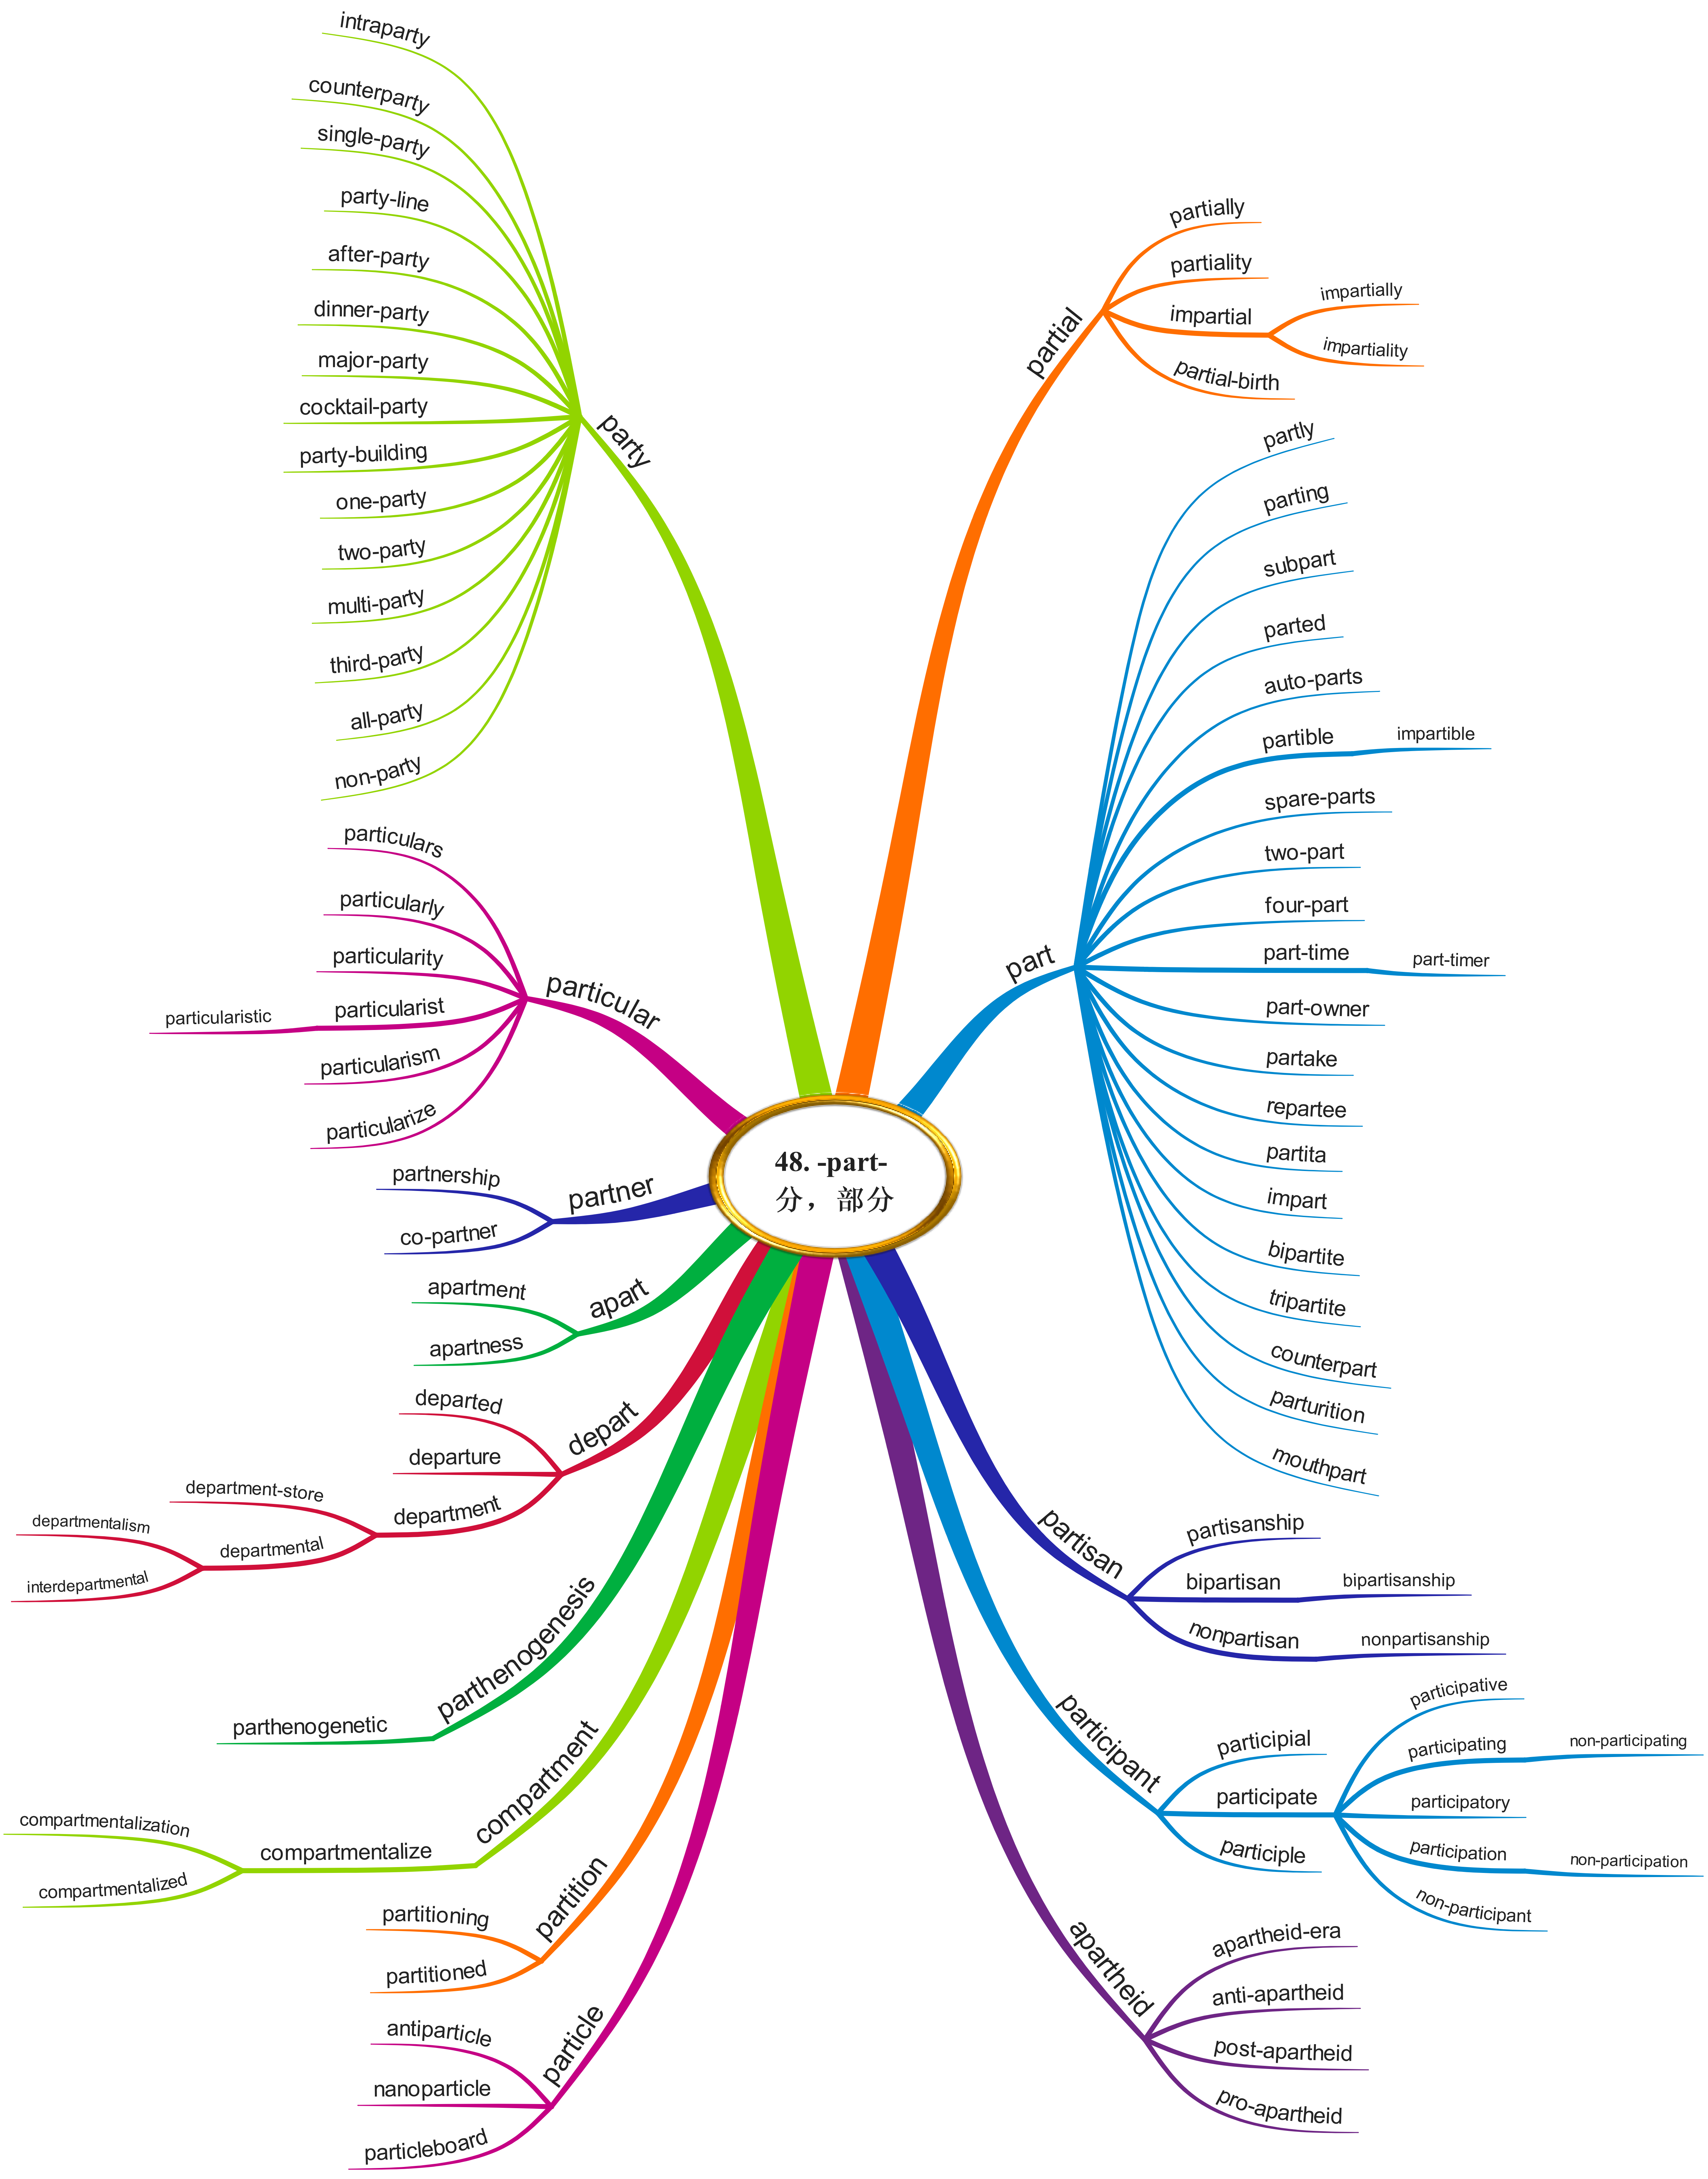 48. -part-
分，部分
partial
partially
partiality
impartial
impartially
impartiality
partial-birth
part
partly
parting
subpart
parted
auto-parts
partible
impartible
spare-parts
two-part
four-part
part-time
part-timer
part-owner
partake
repartee
partita
impart
bipartite
tripartite
counterpart
parturition
mouthpart
partisan
partisanship
bipartisan
bipartisanship
nonpartisan
nonpartisanship
participant
participial
participate
participative
participating
non-participating
participatory
participation
non-participation
non-participant
participle
apartheid
apartheid-era
anti-apartheid
post-apartheid
pro-apartheid
party
intraparty
counterparty
single-party
party-line
after-party
dinner-party
major-party
cocktail-party
party-building
one-party
two-party
multi-party
third-party
all-party
non-party
particular
particulars
particularly
particularity
particularist
particularistic
particularism
particularize
partner
partnership
co-partner
apart
apartment
apartness
depart
departed
departure
department
department-store
departmental
departmentalism
interdepartmental
parthenogenesis
parthenogenetic
compartment
compartmentalize
compartmentalization
compartmentalized
partition
partitioning
partitioned
particle
antiparticle
nanoparticle
particleboard